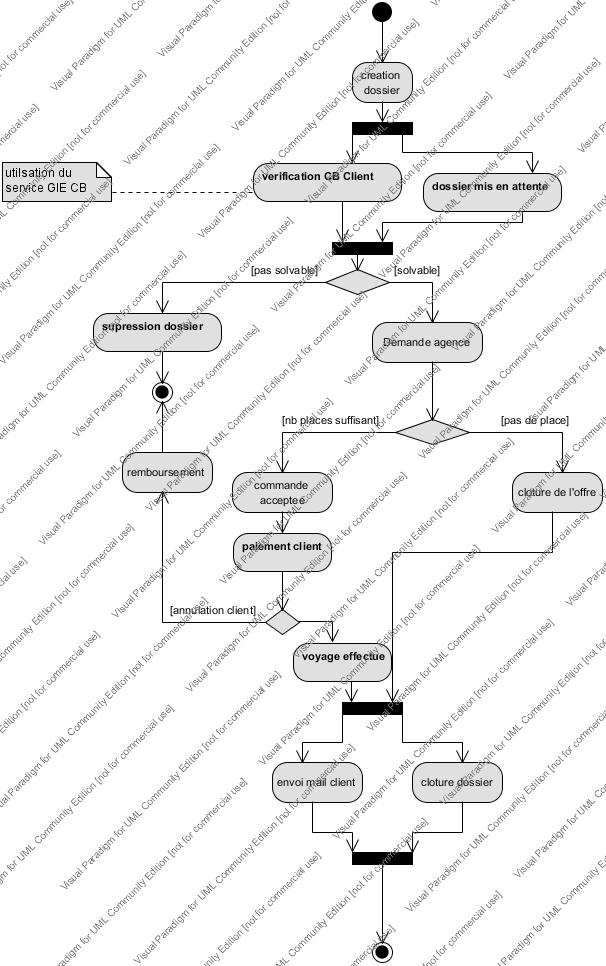 creation
dossier
verification CB Client
utilsation du
service GIE CB
dossier mis en attente
[pas solvable]
[solvable]
supression dossier
Demande agence
[nb places suffisant]
[pas de place]
remboursement
commande
acceptee
cloture de l'offre
paiement client
[annulation client]
voyage effectue
envoi mail client
cloture dossier
Visual Paradigm for UML Community Edition [not for commercial use]